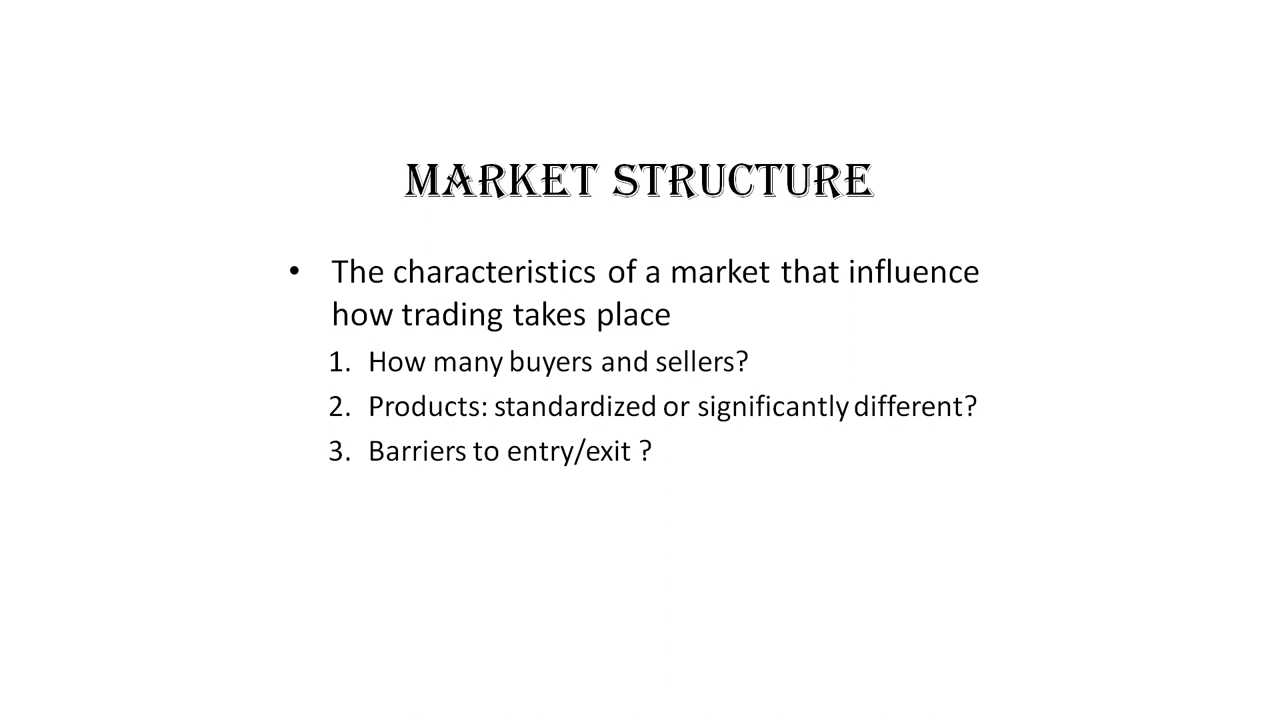 MARKET STRUCTURE
• The characteristics of a market that influence
how trading takes place
1. How many buyers and sellers?
2. Products: standardized or significantly different?
3. Barriers to entry/exit ?